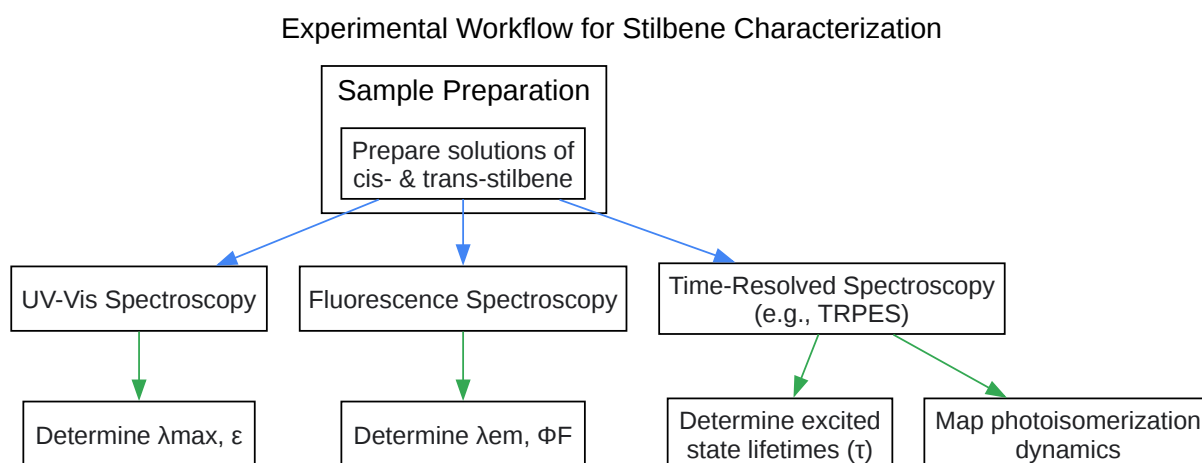 Experimental Workflow for Stilbene Characterization
Sample Preparation
Prepare solutions of
cis- & trans-stilbene
UV-Vis Spectroscopy
Fluorescence Spectroscopy
Time-Resolved Spectroscopy
(e.g., TRPES)
Determine λmax, ε
Determine λem, ΦF
Determine excited
state lifetimes (τ)
Map photoisomerization
dynamics